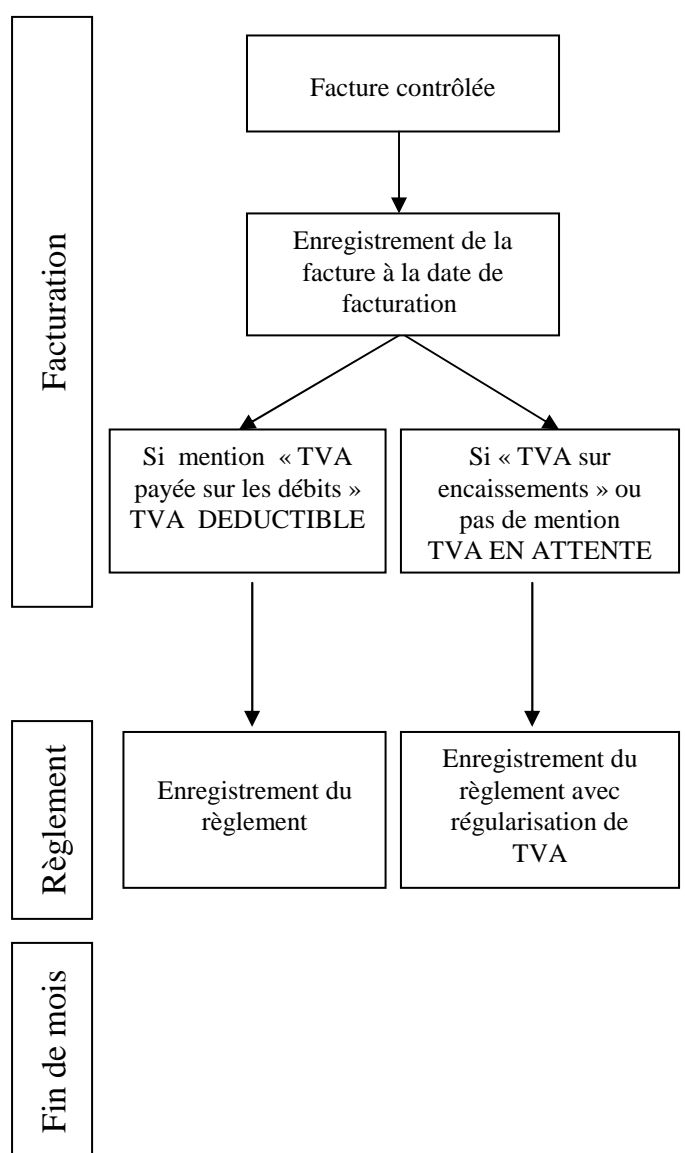 Facturation
Facture contrôlée
Enregistrement de la
facture à la date de
facturation
Si mention « TVA
payée sur les débits »
TVA DEDUCTIBLE
Si « TVA sur
encaissements » ou
pas de mention
TVA EN ATTENTE
Règlement
Enregistrement du
règlement
Enregistrement du
règlement avec
régularisation de
TVA
Fin de mois